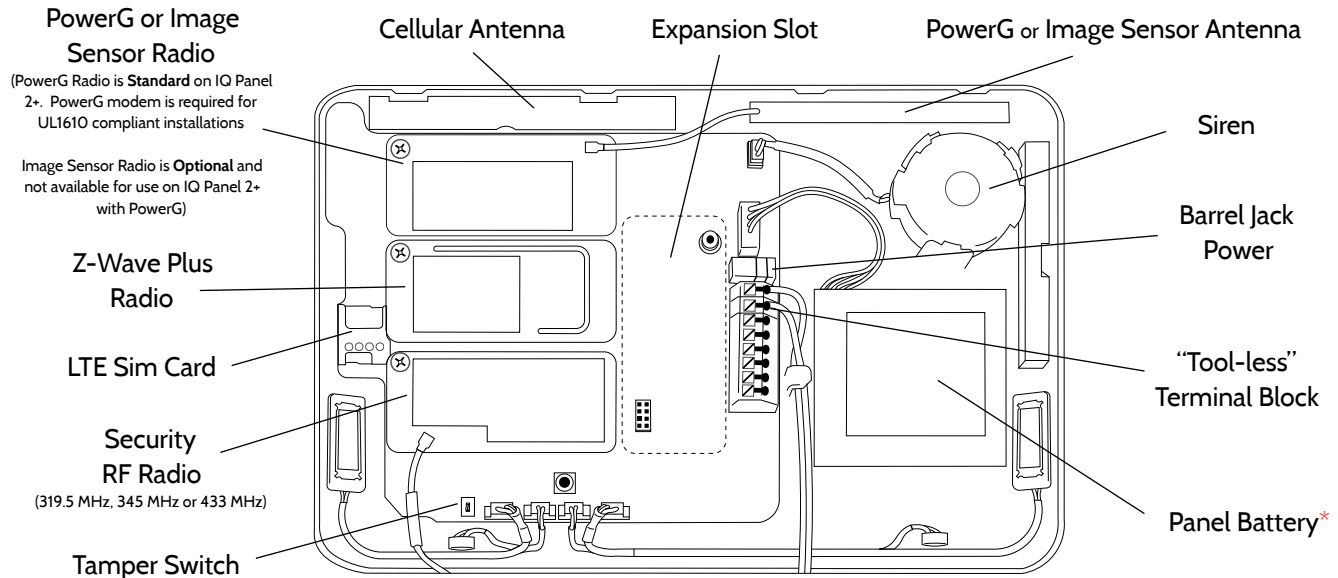 PowerG or Image
Sensor Radio
(PowerG Radio is Standard on IQ Panel
2+. PowerG modem is required for
UL1610 compliant installations
Image Sensor Radio is Optional and
not available for use on IQ Panel 2+
with PowerG)
Z-Wave Plus
Radio
LTE Sim Card
Security
RF Radio
(319.5 MHz, 345 MHz or 433 MHz)
Tamper Switch
Cellular Antenna
Expansion Slot
PowerG or Image Sensor Antenna
Siren
Barrel Jack
Power
“Tool-less”
Terminal Block
Panel Battery*